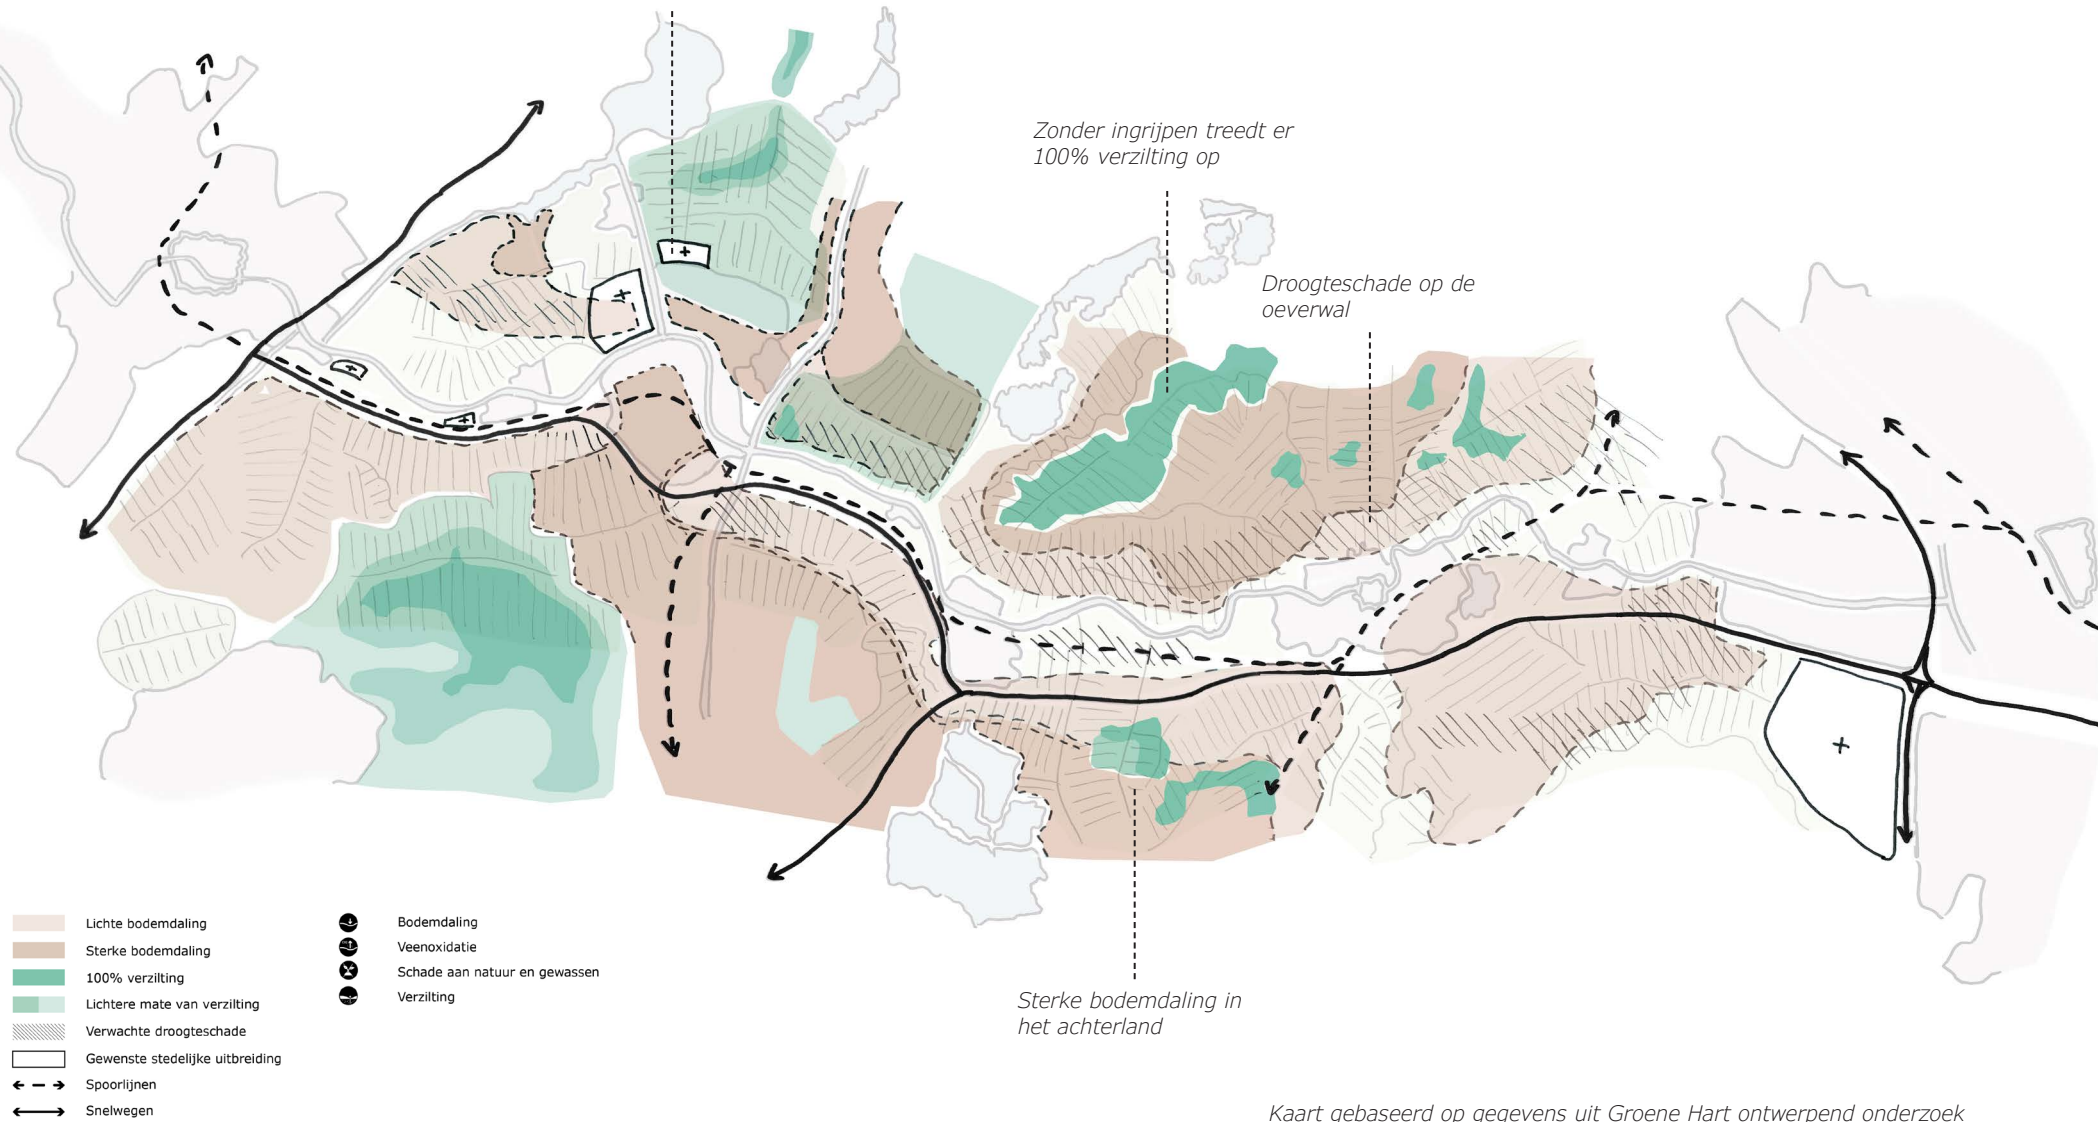 Zonder ingrijpen treedt er
100% verzilting op
Droogteschade op de
oeverwal
Sterke bodemdaling in
het achterland
Lichte bodemdaling
Sterke bodemdaling
100% verzilting
Lichtere mate van verzilting
Verwachte droogteschade
Gewenste stedelijke uitbreiding
Spoorlijnen
Snelwegen
Bodemdaling
Veenoxidatie
Schade aan natuur en gewassen
Verzilting
Kaart gebaseerd op gegevens uit Groene Hart ontwerpend onderzoek